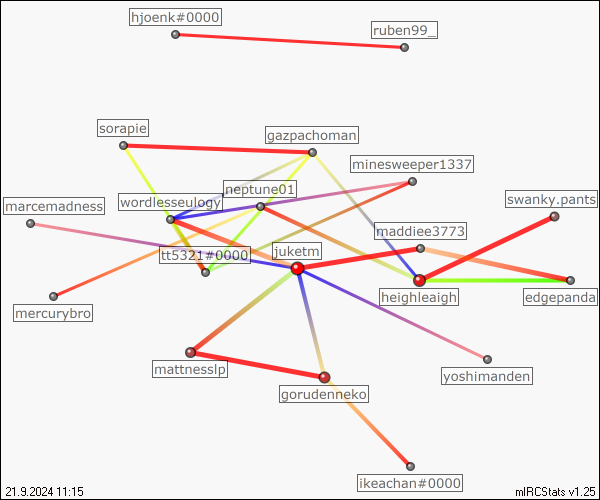 hjoenk#0000
ruben99_
sorapie
gazpachoman
minesweeper1337
neptune01
wordlesseulogy
swanky.pants
marcemadness
maddiee3773
juketm
tt5321#0000
heighleaigh
edgepanda
mercurybro
mattnesslp
yoshimanden
gorudenneko
ikeachan#0000
21.9.2024 11:15
mIRCStats v1.25